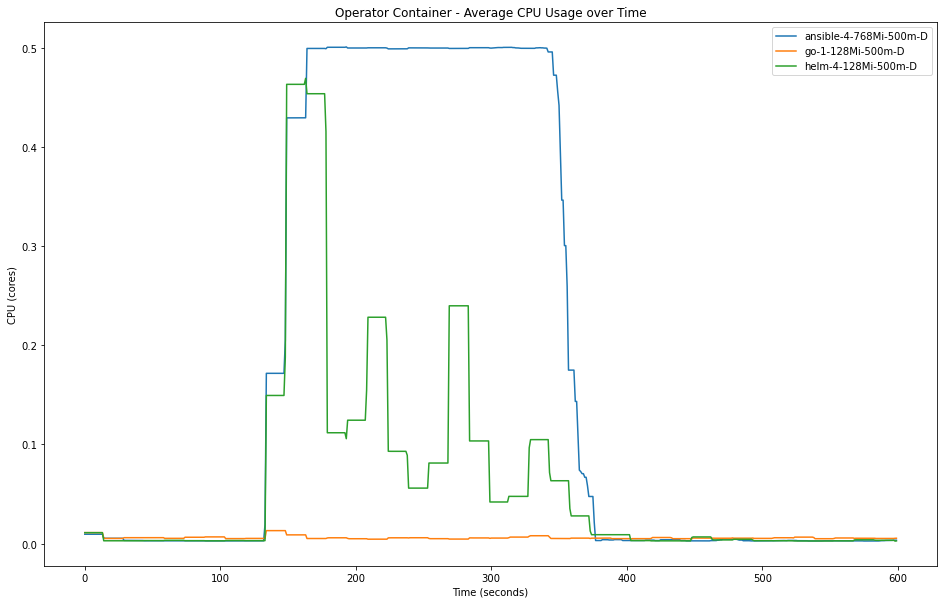 Operator Container - Average CPU Usage over Time
ansible-4-768Mi-500m-D
go-1-128Mi-500m-D
helm-4-128Mi-500m-D
CPU (cores)
0.5
0.4
0.3
0.2
0.1
0.0
0 100 200 300 400 500 600
Time (seconds)